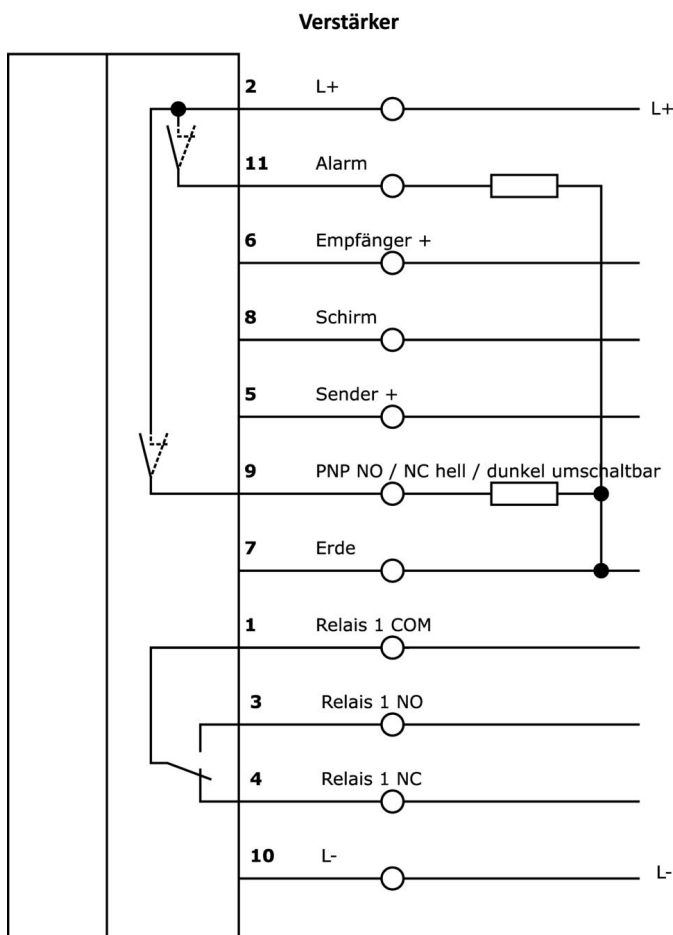 Verstärker
2 L+
L+
11 Alarm
6 Empfänger +
8 Schirm
5 Sender +
9 PNP NO / NC hell / dunkel umschaltbar
7 Erde
1 Relais 1 COM
3 Relais 1 NO
4 Relais 1 NC
10 L-
L-